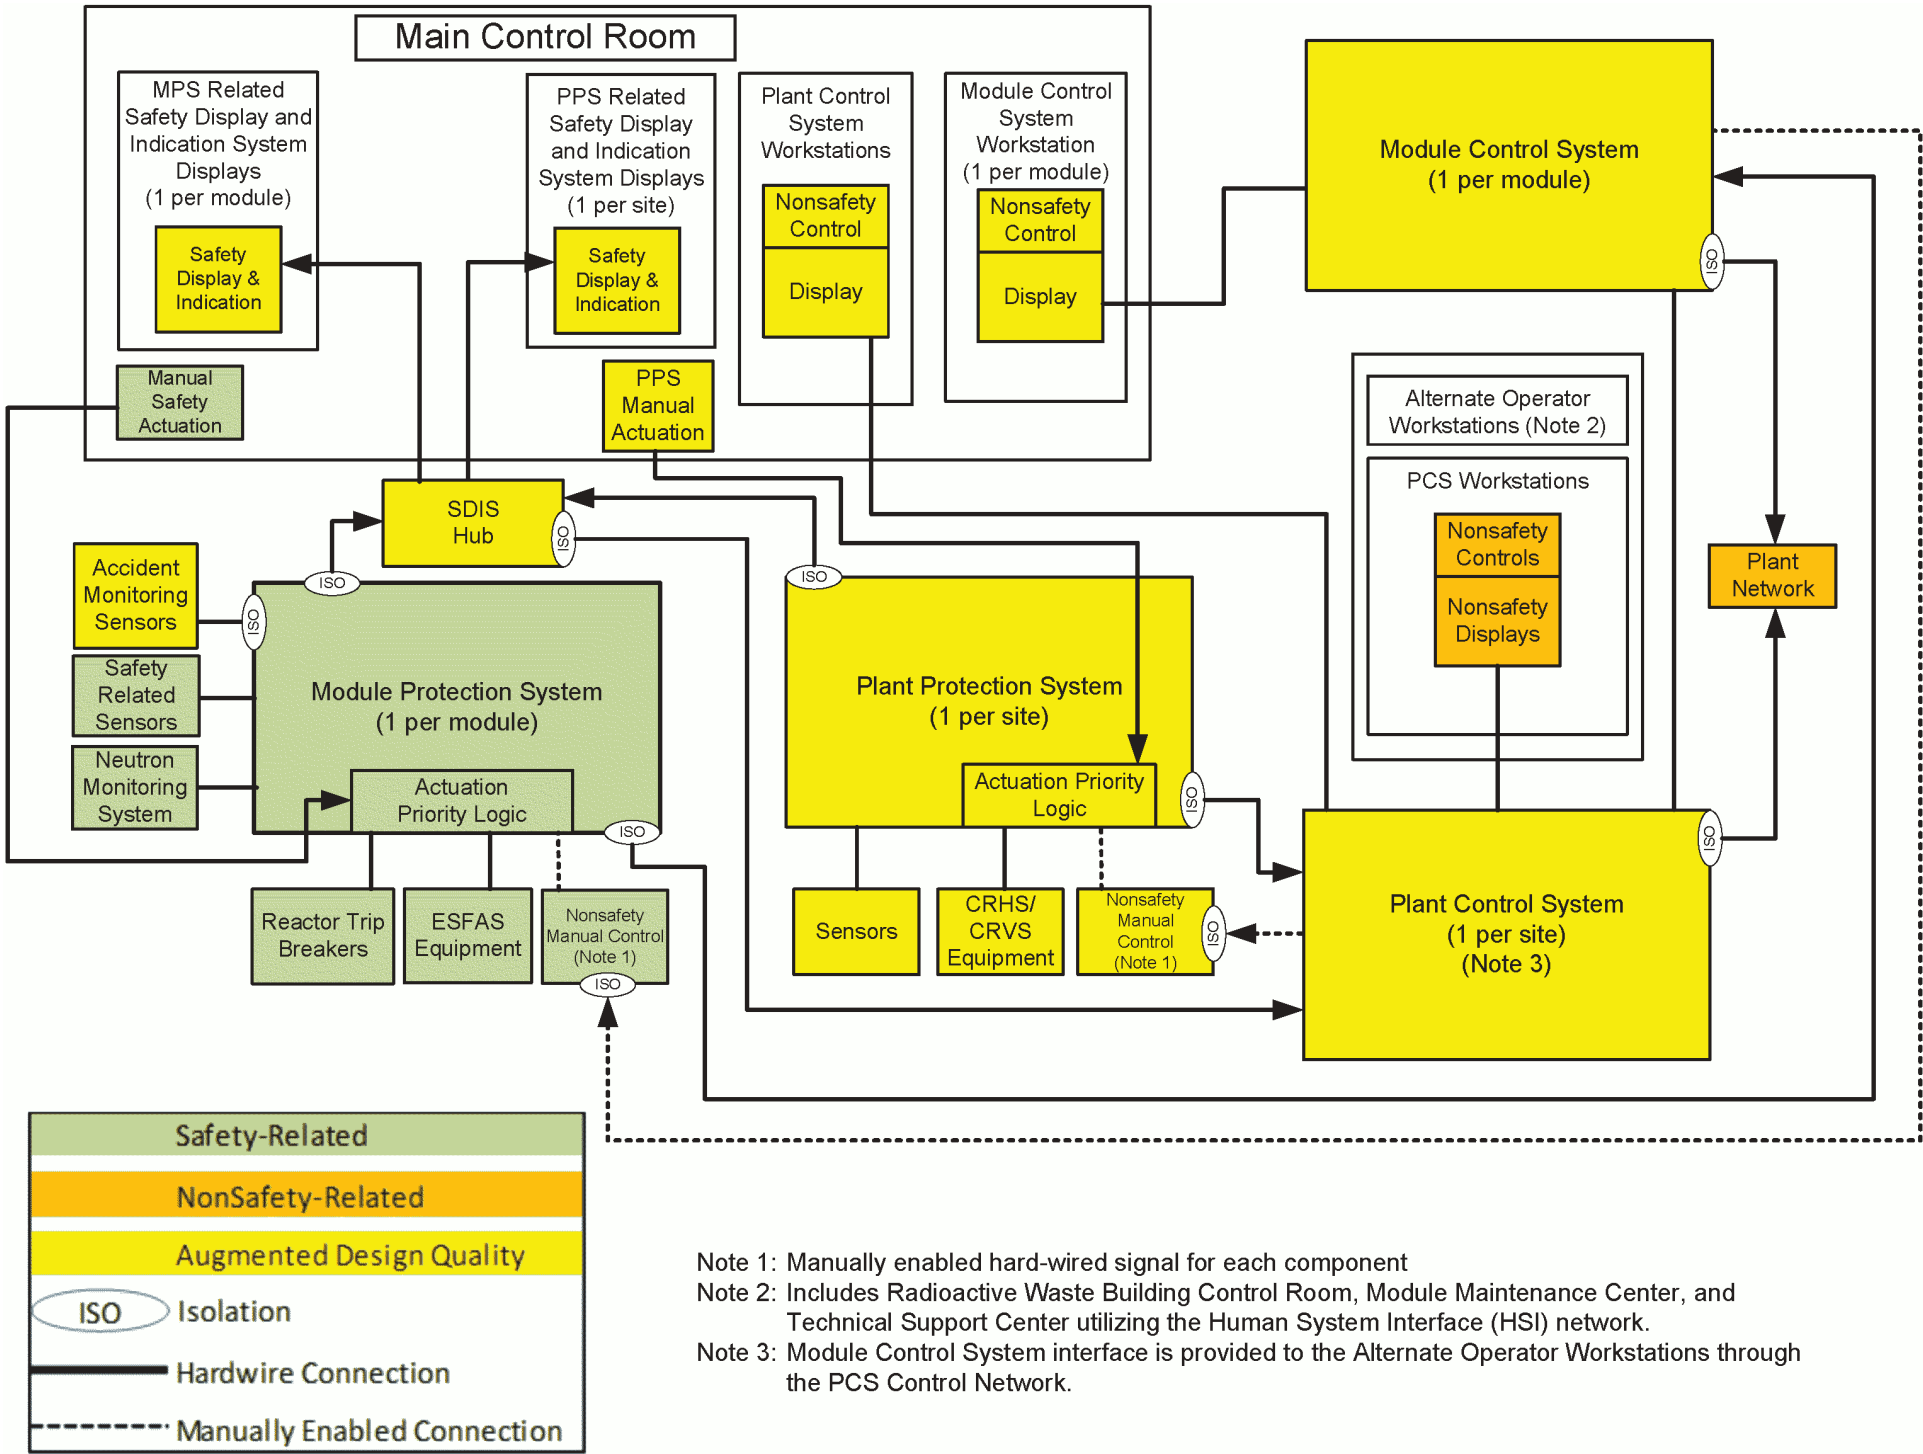 Main Control Room
MPS Related
Safety Display and
Indication System
Displays
(1 per module)
Safety
Display &
Indication
PPS Related
Safety Display
and Indication
System Displays
(1 per site)
Safety
Display &
Indication
Plant Control
System
Workstations
Nonsafety
Control
Display
Module Control
System
Workstation
(1 per module)
Nonsafety
Control
Display
Module Control System
(1 per module)
ISO
Manual
Safety
Actuation
PPS
Manual
Actuation
Alternate Operator
Workstations (Note 2)
PCS Workstations
Nonsafety
Controls
Nonsafety
Displays
Plant
Network
SDIS
Hub
ISO
Accident
Monitoring
Sensors
Safety
Related
Sensors
Neutron
Monitoring
System
ISO
ISO
Module Protection System
(1 per module)
Actuation
Priority Logic
ISO
ISO
Plant Protection System
(1 per site)
Actuation Priority
Logic
ISO
Reactor Trip
Breakers
ESFAS
Equipment
Nonsafety
Manual Control
(Note 1)
ISO
Sensors
CRHS/
CRVS
Equipment
Nonsafety
Manual
Control
(Note 1)
ISO
ISO
Plant Control System
(1 per site)
(Note 3)
Safety-Related
NonSafety-Related
Augmented Design Quality
ISO Isolation
Hardwire Connection
Manually Enabled Connection
Note 1: Manually enabled hard-wired signal for each component
Note 2: Includes Radioactive Waste Building Control Room, Module Maintenance Center, and
Technical Support Center utilizing the Human System Interface (HSI) network.
Note 3: Module Control System interface is provided to the Alternate Operator Workstations through
the PCS Control Network.